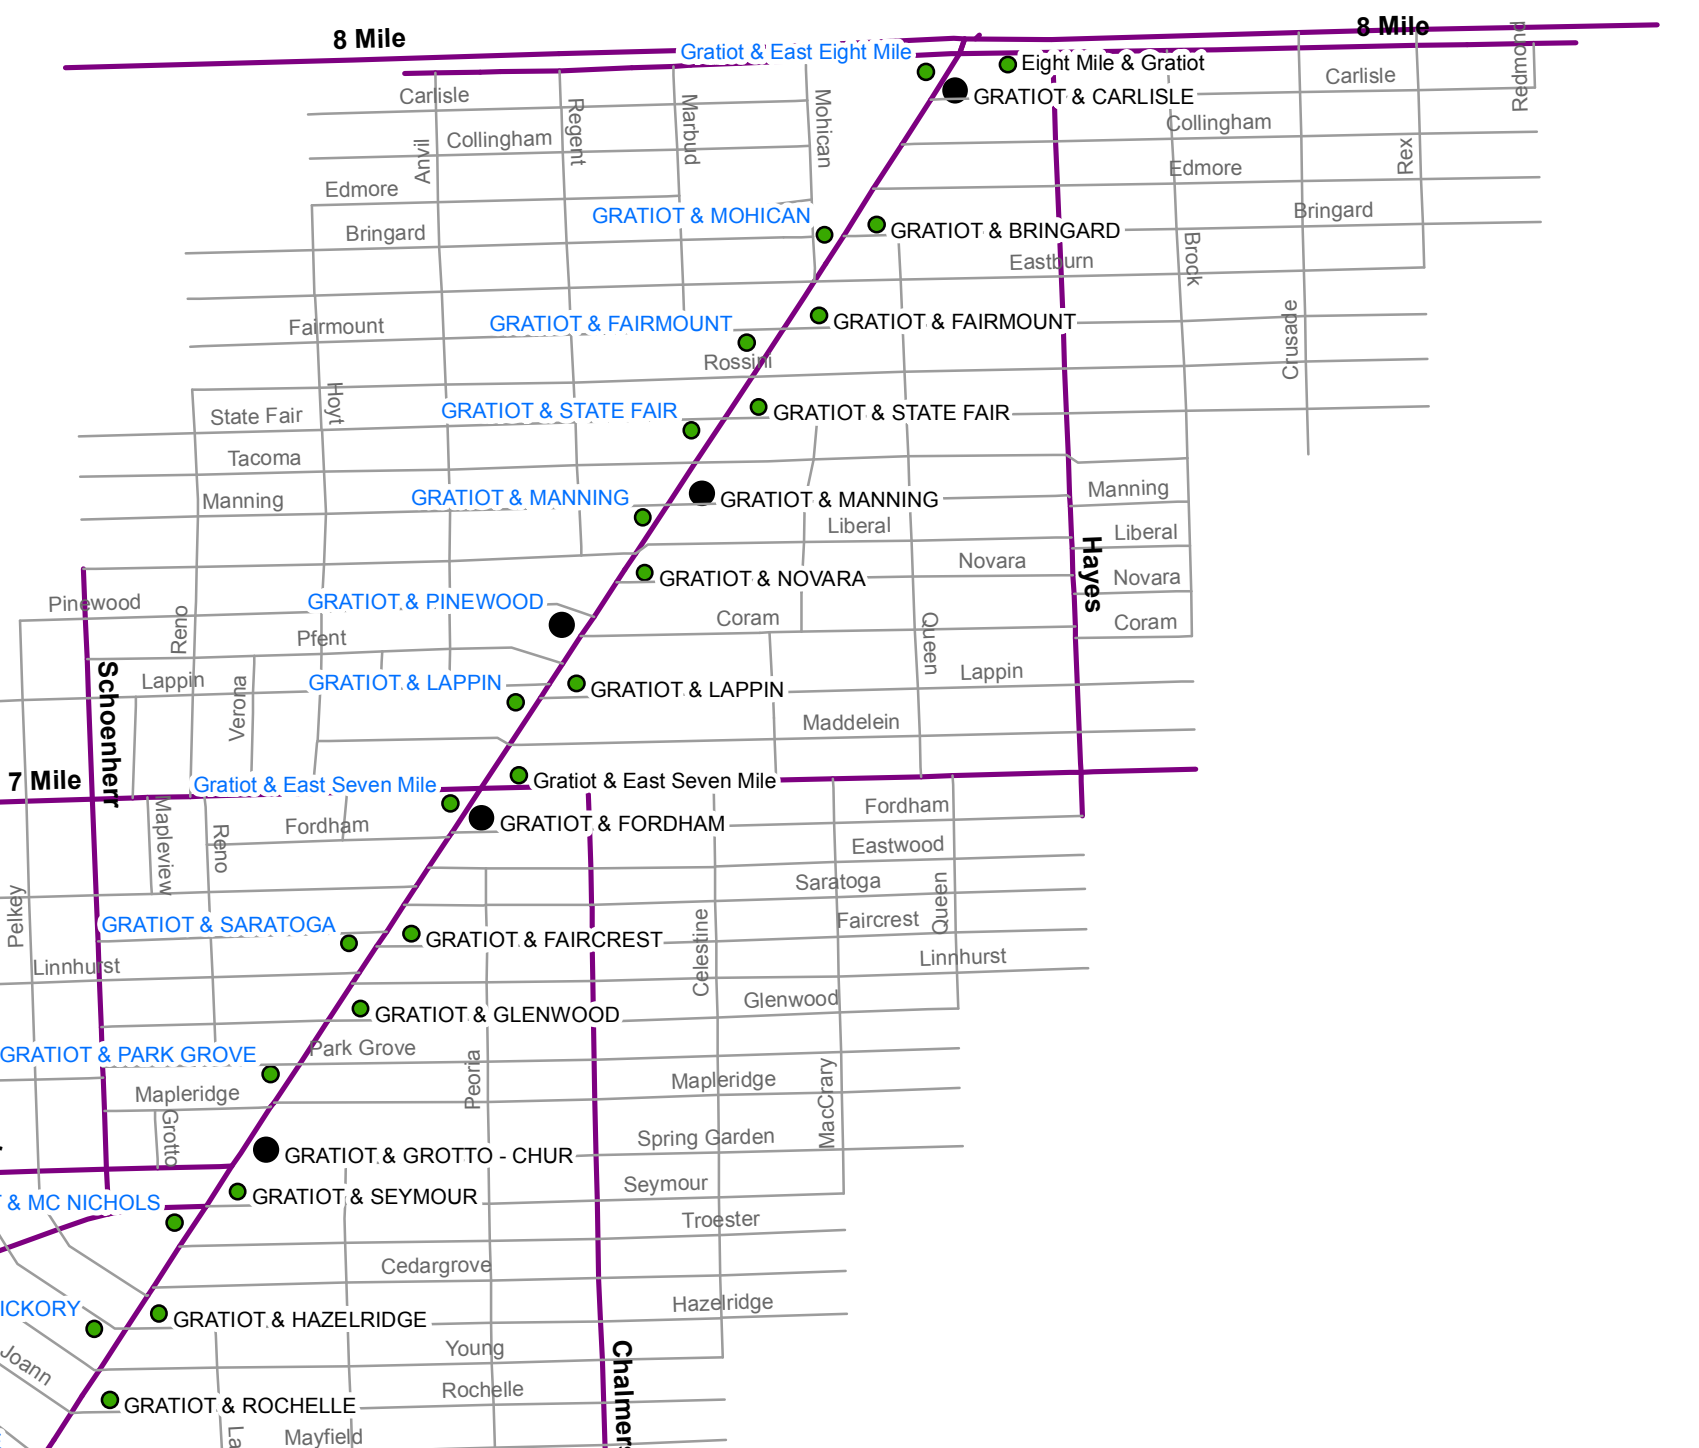 8 Mile
8 Mile
Redmond
Gratiot & East Eight Mile
Eight Mile & Gratiot
Carlisle
Carlisle
GRATIOT & CARLISLE
Regent
Marbud
Mohican
Anvil
Collingham
Collingham
Rex
Edmore
Edmore
GRATIOT & MOHICAN
Bringard
GRATIOT & BRINGARD
Bringard
Brock
Eastburn
Fairmount
GRATIOT & FAIRMOUNT
GRATIOT & FAIRMOUNT
Crusade
Rossini
Hoyt
State Fair
GRATIOT & STATE FAIR
GRATIOT & STATE FAIR
Tacoma
Manning
GRATIOT & MANNING
GRATIOT & MANNING
Manning
Liberal
Liberal
Hayes
Novara
GRATIOT & NOVARA
Novara
Pinewood
GRATIOT & PINEWOOD
Reno
Coram
Coram
Queen
Pfent
Schoenherr
Lappin
Verona
GRATIOT & LAPPIN
GRATIOT & LAPPIN
Lappin
Maddelein
7 Mile
Gratiot & East Seven Mile
Gratiot & East Seven Mile
Mapleview
Reno
Fordham
GRATIOT & FORDHAM
Fordham
Eastwood
Saratoga
Queen
Pelkey
GRATIOT & SARATOGA
GRATIOT & FAIRCREST
Faircrest
Celestine
Linnhurst
Linnhurst
Glenwood
GRATIOT & GLENWOOD
GRATIOT & PARK GROVE
Park Grove
Peoria
Mapleridge
Mapleridge
MacCrary
Grotto
Spring Garden
GRATIOT & GROTTO - CHUR
Seymour
& MC NICHOLS
GRATIOT & SEYMOUR
Troester
Cedargrove
ICKORY
GRATIOT & HAZELRIDGE
Hazelridge
Young
Joann
Chalmers
Rochelle
GRATIOT & ROCHELLE
La
Mayfield